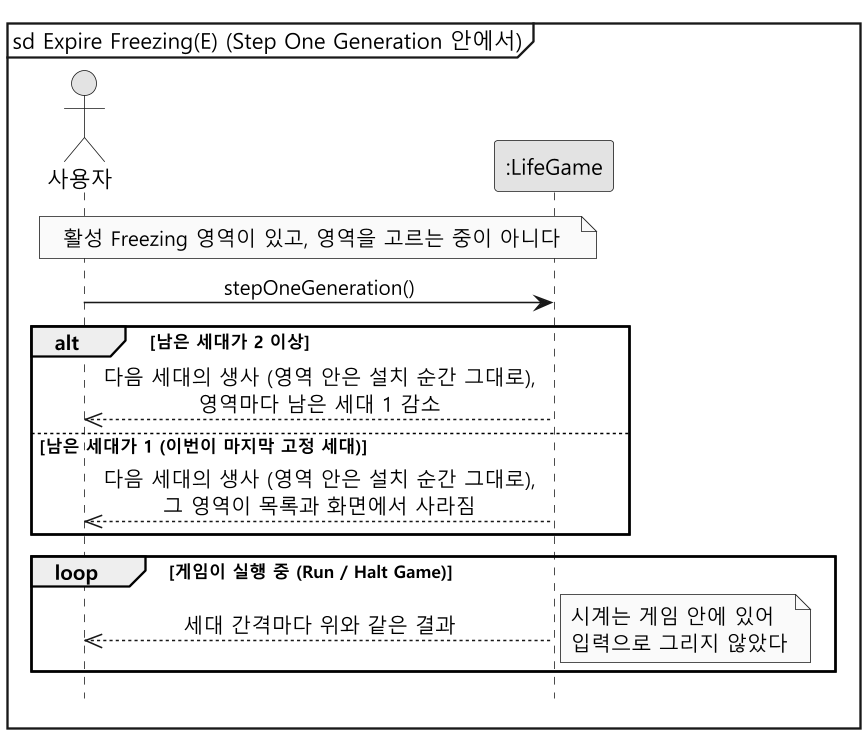 sd Expire Freezing(E) (Step One Generation 안에서)
사용자
:LifeGame
활성 Freezing 영역이 있고, 영역을 고르는 중이 아니다
stepOneGeneration()
alt
[남은 세대가 2 이상]
다음 세대의 생사 (영역 안은 설치 순간 그대로),
영역마다 남은 세대 1 감소
[남은 세대가 1 (이번이 마지막 고정 세대)]
다음 세대의 생사 (영역 안은 설치 순간 그대로),
그 영역이 목록과 화면에서 사라짐
loop
[게임이 실행 중 (Run / Halt Game)]
세대 간격마다 위와 같은 결과
시계는 게임 안에 있어
입력으로 그리지 않았다